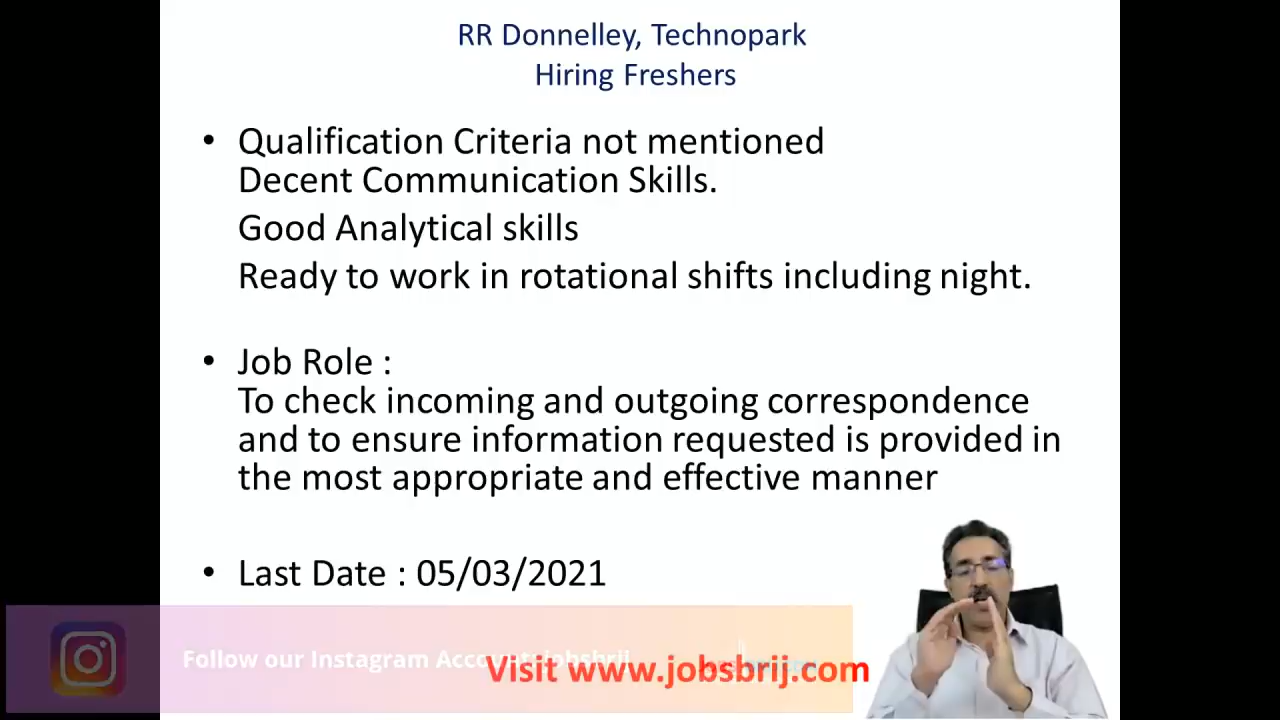 RR Donnelley, Technopark
Hiring Freshers
• Qualification Criteria not mentioned
Decent Communication Skills.
Good Analytical skills
Ready to work in rotational shifts including night.
• Job Role :
To check incoming and outgoing correspondence
and to ensure information requested is provided in
the most appropriate and effective manner
• Last Date : 05/03/2021
Follow our Instagram Account
Visit www.jobsbrij.com